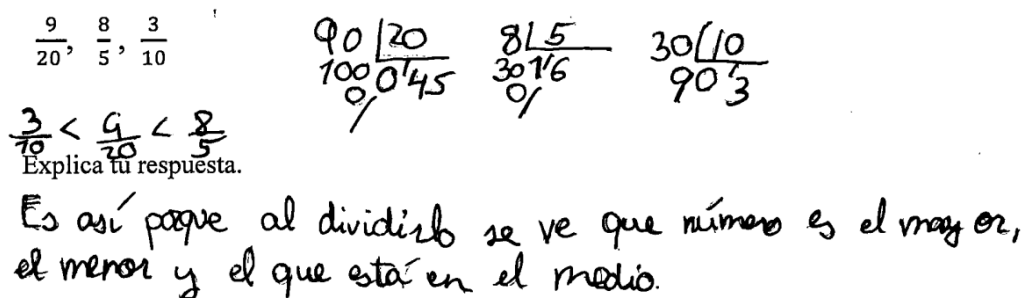 9/20, 8/5, 3/10
90 |20
100 0'45
0/
8 |5
30 1'6
0/
30 |10
90 0'3
3/10 < 9/20 < 8/5
Explica tu respuesta.
Es así poque al dividirlo se ve que número es el mayor,
el menor y el que está en el medio.